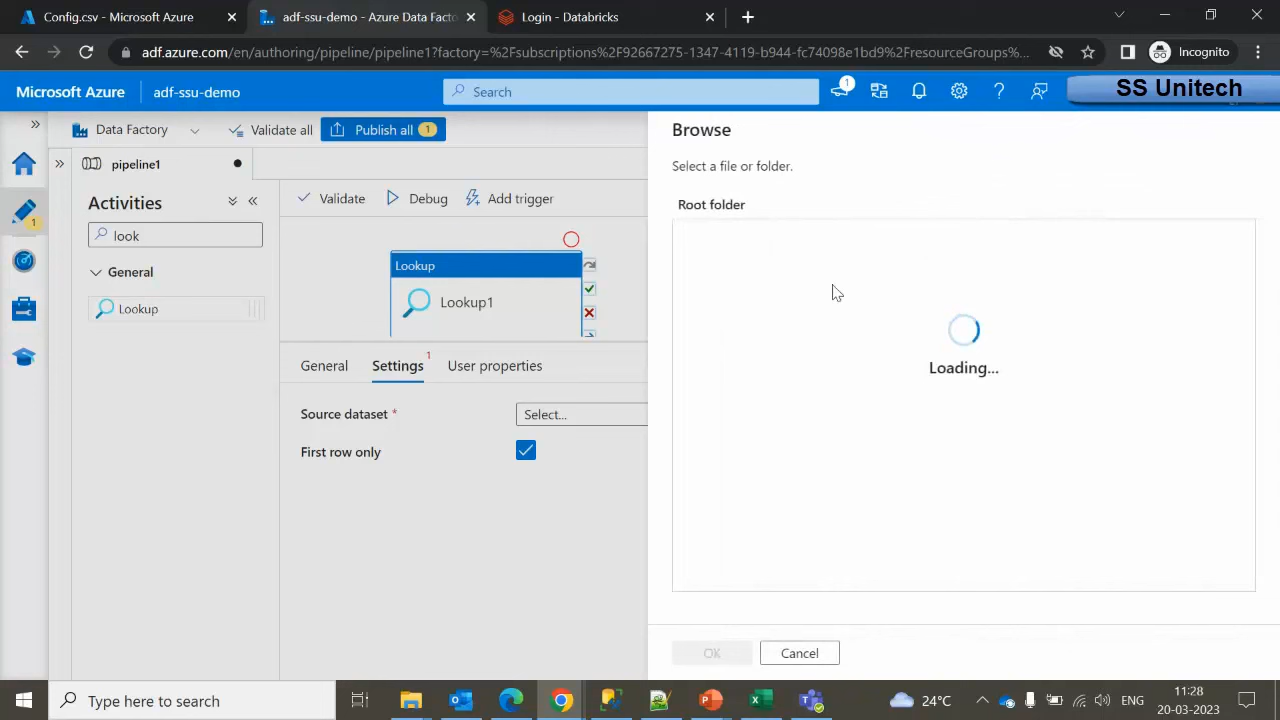 Config.csv - Microsoft Azure
adf-ssu-demo - Azure Data Facto
Login - Databricks
adf.azure.com/en/authoring/pipeline/pipeline1?factory=%2Fsubscriptions%2F92667275-1347-4119-b944-fc74098e1bd9%2FresourceGroups%...
Incognito
Microsoft Azure
adf-ssu-demo
Search
1
SS Unitech
Data Factory
Validate all
Publish all
1
Browse
Select a file or folder.
pipeline1
Root folder
Activities
Validate
Debug
Add trigger
1
look
Lookup
General
Lookup1
Lookup
Loading...
General
Settings
1
User properties
Source dataset *
Select...
First row only
OK
Cancel
Type here to search
24°C
ENG
11:28
20-03-2023